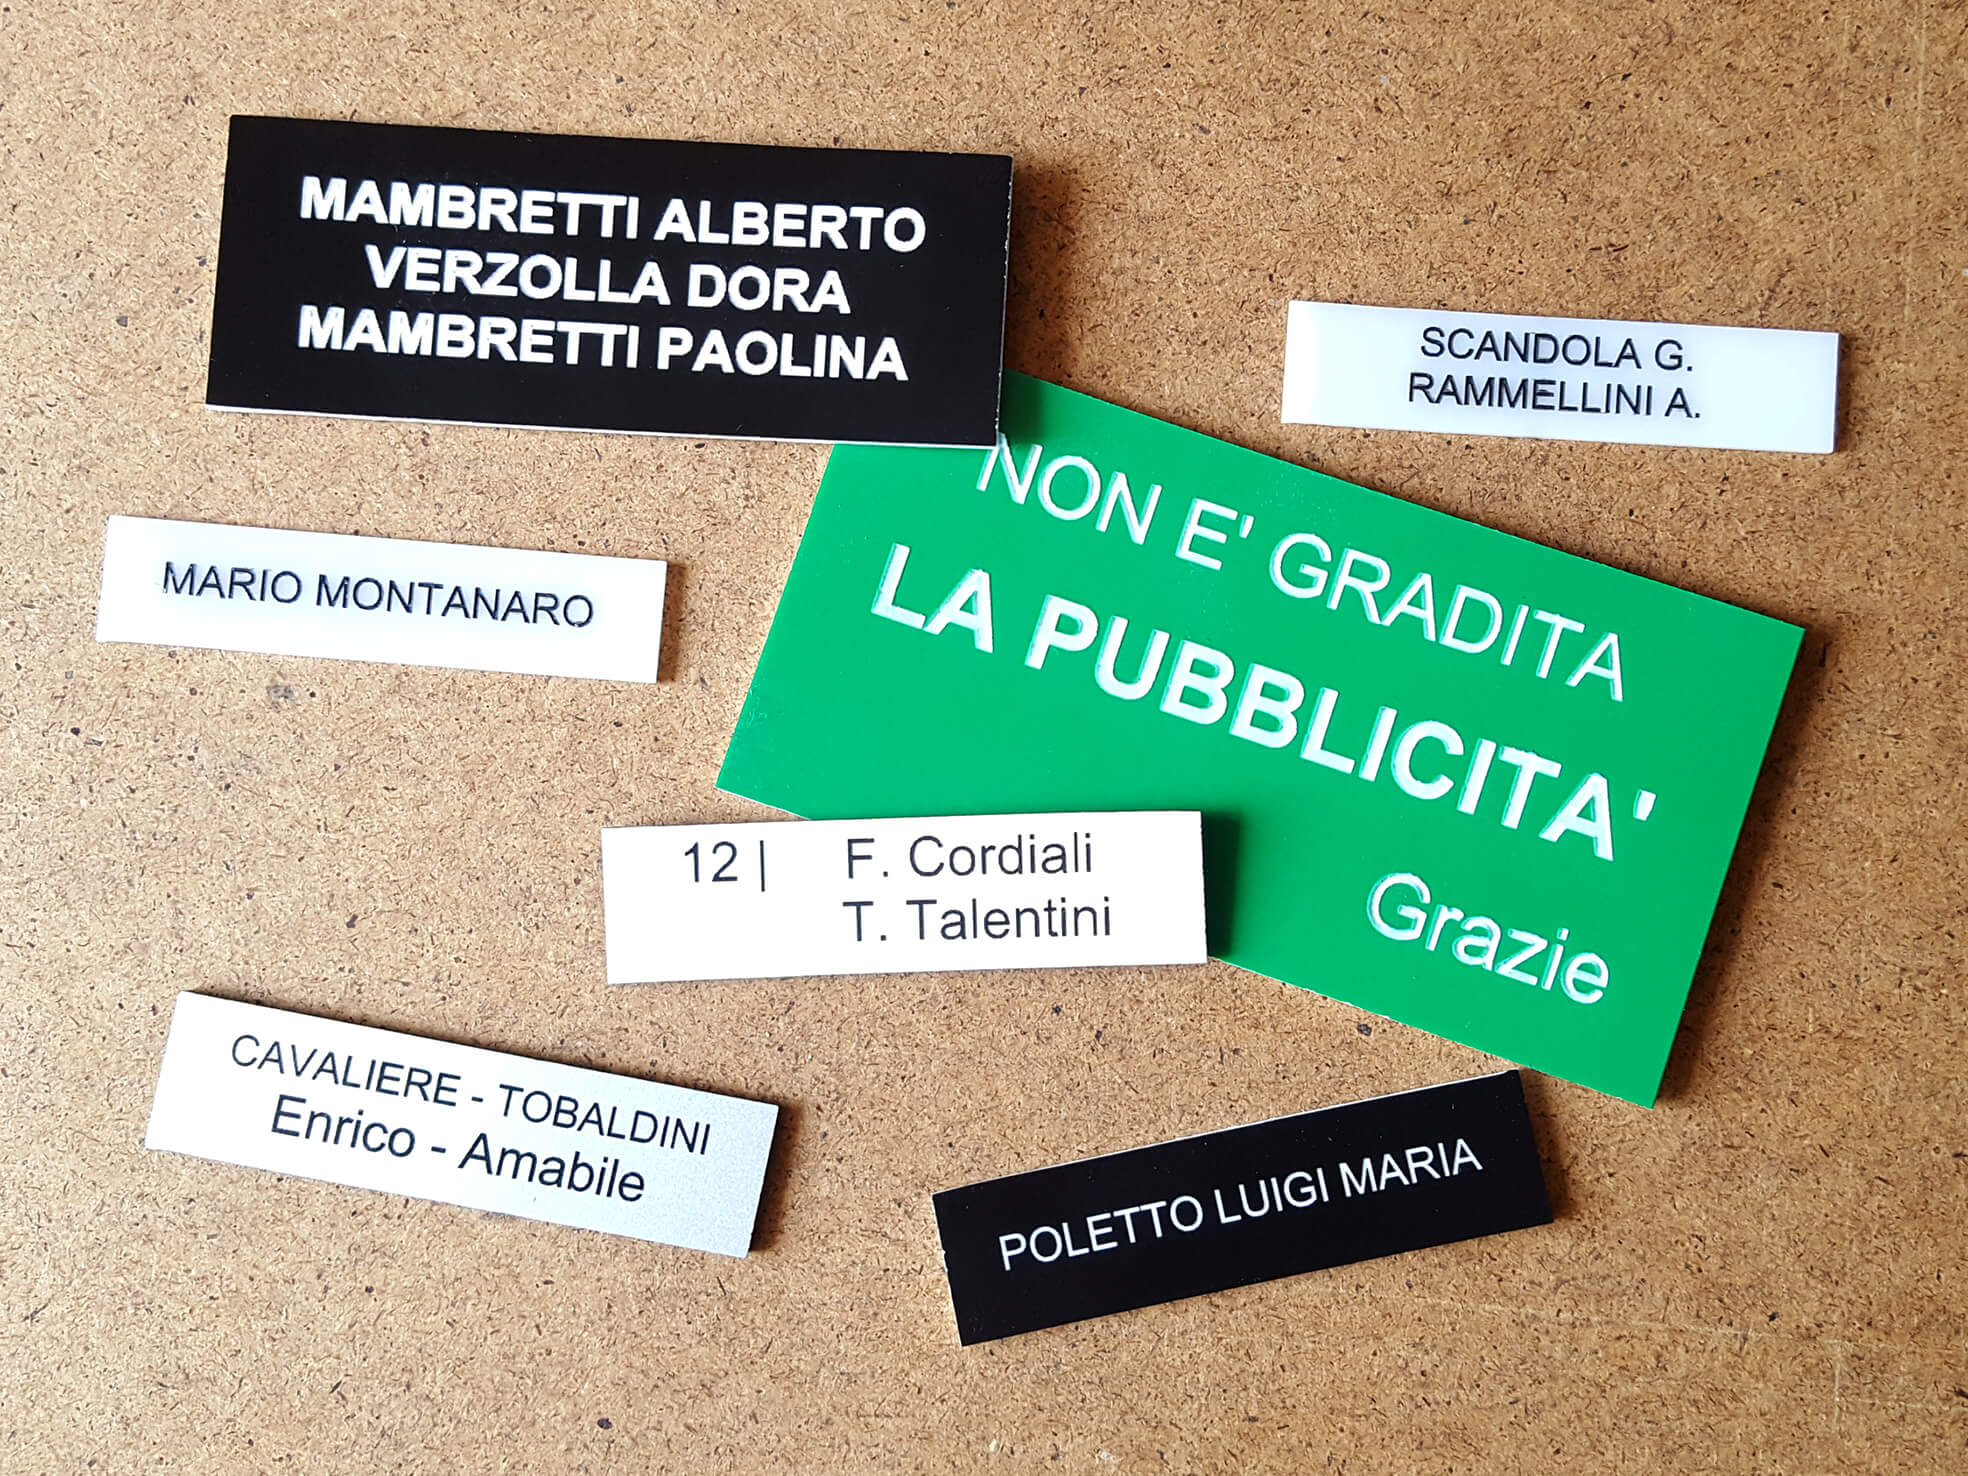 MAMBRETTI ALBERTO
VERZOLLA DORA
MAMBRETTI PAOLINA
SCANDOLA G.
RAMMELLINI A.
NON E' GRADITA
LA PUBBLICITA'
Grazie
MARIO MONTANARO
12 | F. Cordiali
T. Talentini
CAVALIERE - TOBALDINI
Enrico - Amabile
POLETTO LUIGI MARIA